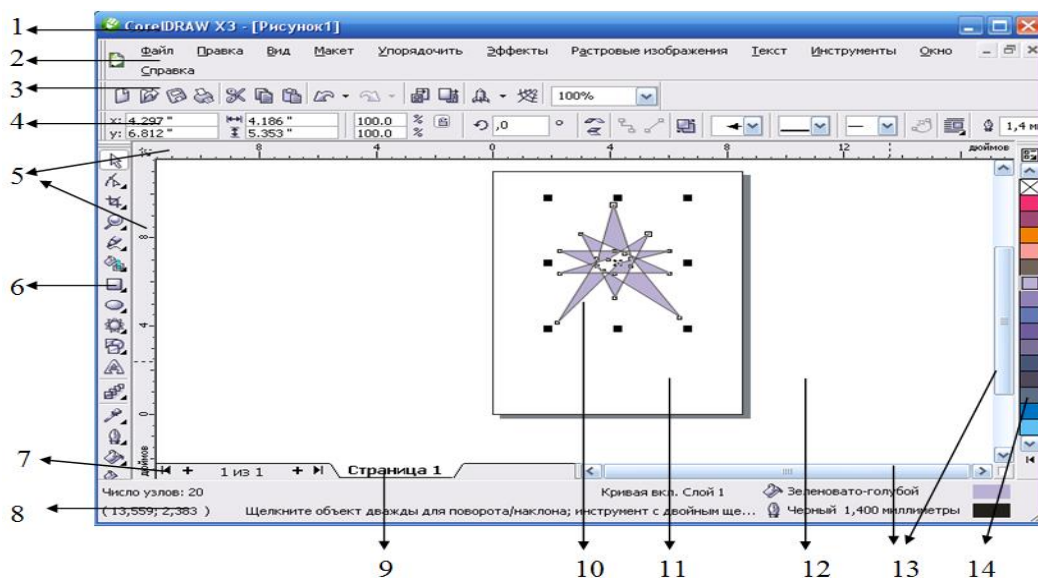 1
CorelDRAW X3 - [Рисунок1]
2
Файл Правка Вид Макет Упорядочить Эффекты Растровые изображения Текст Инструменты Окно
Справка
3
100%
4
x: 4.297 " 4.186 " 100.0 % ,0 ° 1,4 м
y: 6.812 " 5.353 " 100.0 %
5
8 4 0 4 8 12 дюймов
8
6
4
0
дюймов
7
1 из 1 Страница 1
Число узлов: 20 Кривая вкл. Слой 1 Зеленовато-голубой
8
( 13,559; 2,383 ) Щелкните объект дважды для поворота/наклона; инструмент с двойным ще... Черный 1,400 миллиметры
9 10 11 12 13 14